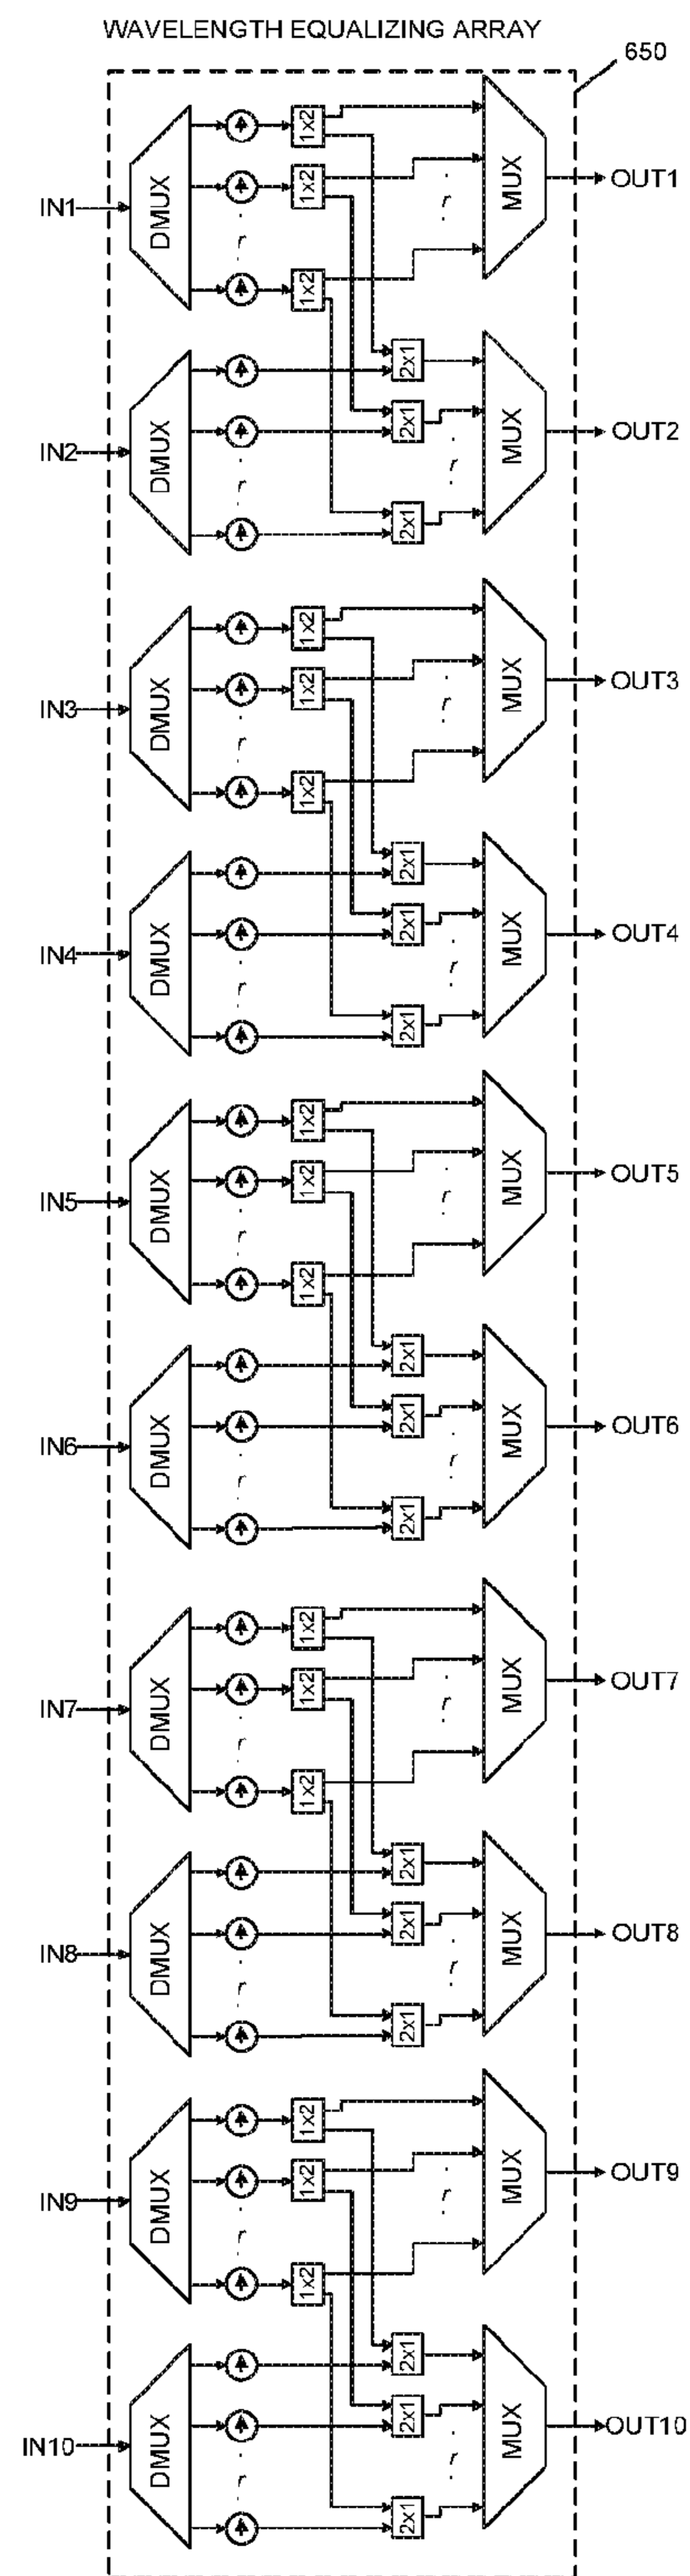 WAVELENGTH EQUALIZING ARRAY
650
IN1
DMUX
r
1x2
1x2
1x2
r
MUX
OUT1
IN2
DMUX
r
2x1
2x1
2x1
r
MUX
OUT2
IN3
DMUX
r
1x2
1x2
1x2
r
MUX
OUT3
IN4
DMUX
r
2x1
2x1
2x1
r
MUX
OUT4
IN5
DMUX
r
1x2
1x2
1x2
r
MUX
OUT5
IN6
DMUX
r
2x1
2x1
2x1
r
MUX
OUT6
IN7
DMUX
r
1x2
1x2
1x2
r
MUX
OUT7
IN8
DMUX
r
2x1
2x1
2x1
r
MUX
OUT8
IN9
DMUX
r
1x2
1x2
1x2
r
MUX
OUT9
IN10
DMUX
r
2x1
2x1
2x1
r
MUX
OUT10